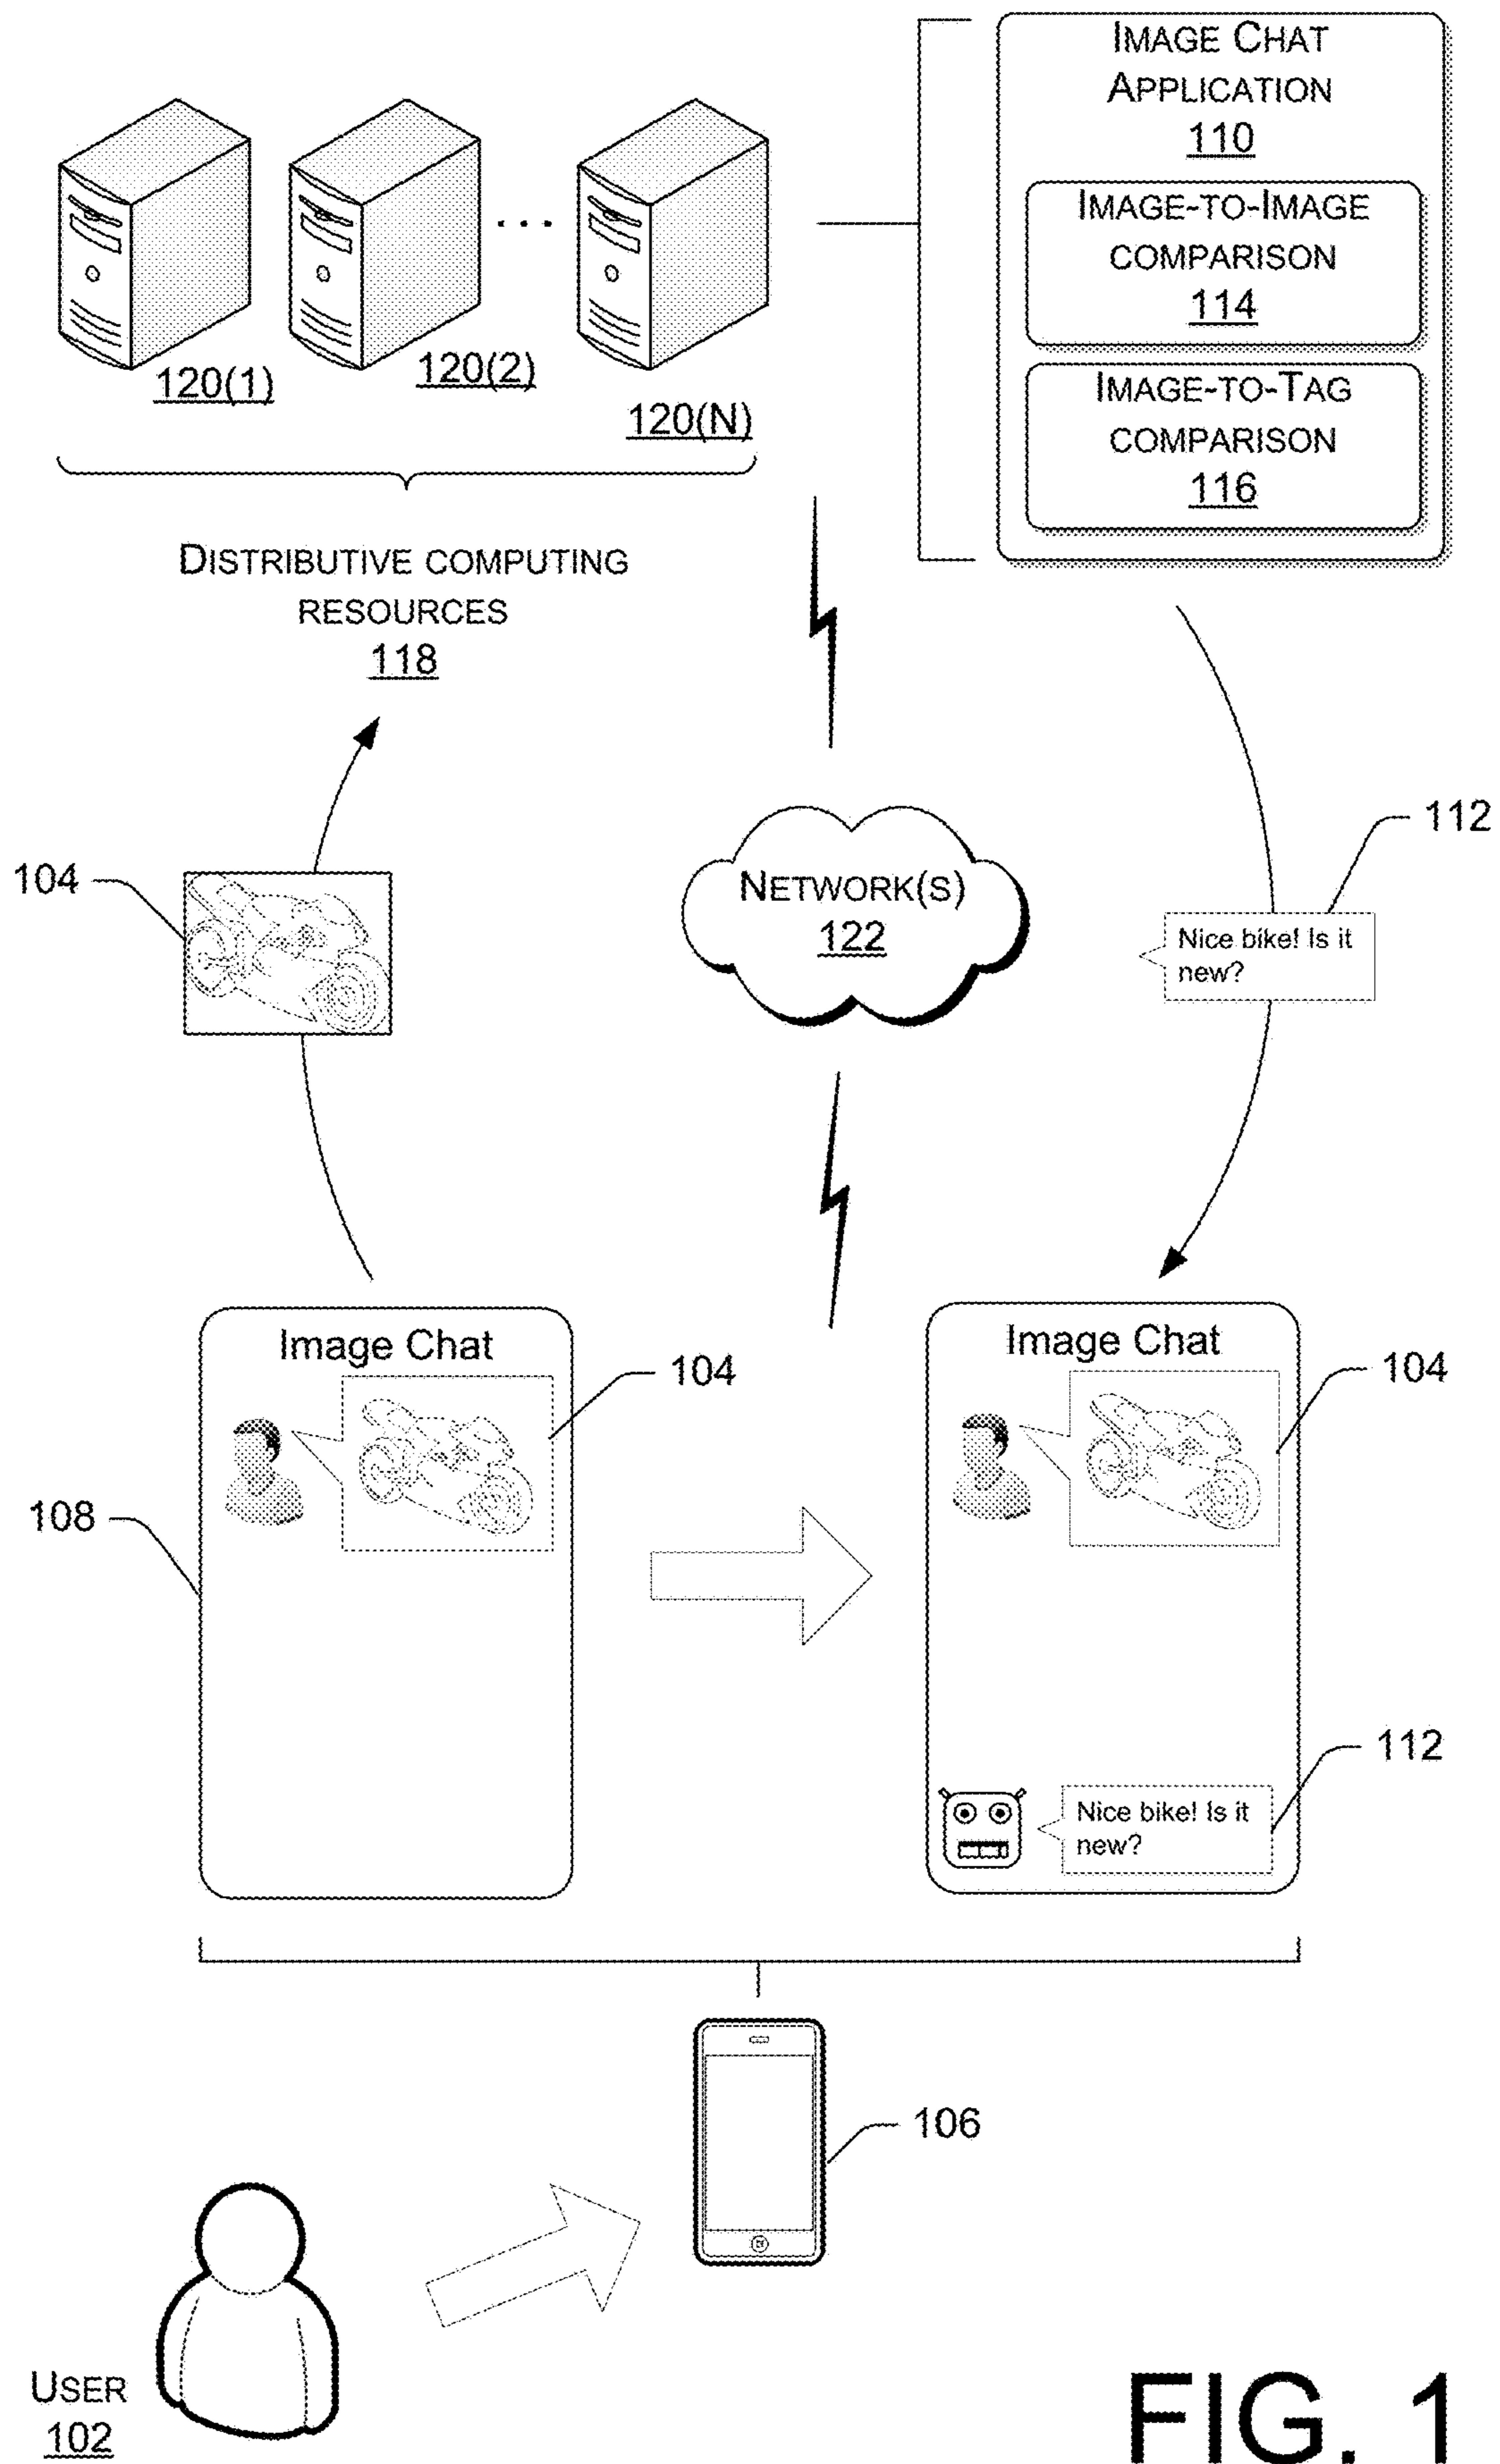 IMAGE CHAT
APPLICATION
110
IMAGE-TO-IMAGE
COMPARISON
114
IMAGE-TO-TAG
COMPARISON
116
120(1)
120(2)
...
120(N)
DISTRIBUTIVE COMPUTING
RESOURCES
118
104
NETWORK(S)
122
112
Nice bike! Is it
new?
Image Chat
104
108
Image Chat
104
112
Nice bike! Is it
new?
106
USER
102
FIG. 1